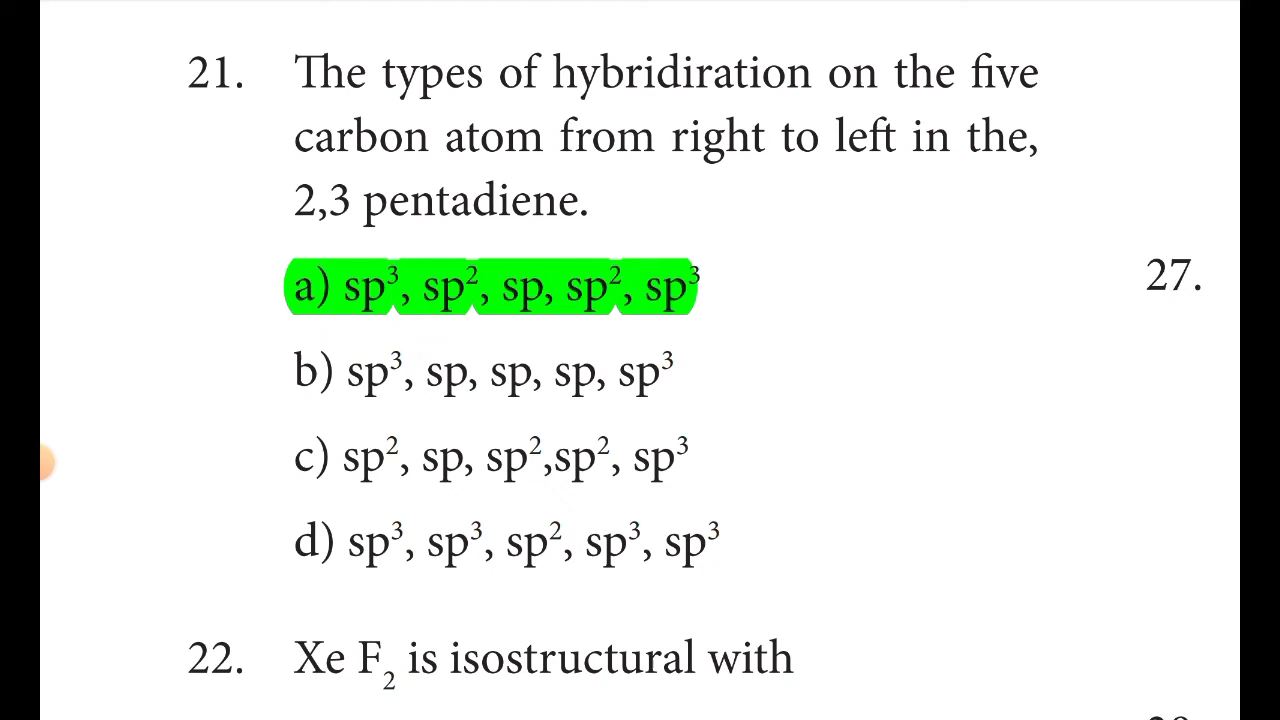 21. The types of hybridiration on the five
carbon atom from right to left in the,
2,3 pentadiene.
a) sp³, sp², sp, sp², sp³
27.
b) sp³, sp, sp, sp, sp³
c) sp², sp, sp²,sp², sp³
d) sp³, sp³, sp², sp³, sp³
22. Xe F₂ is isostructural with